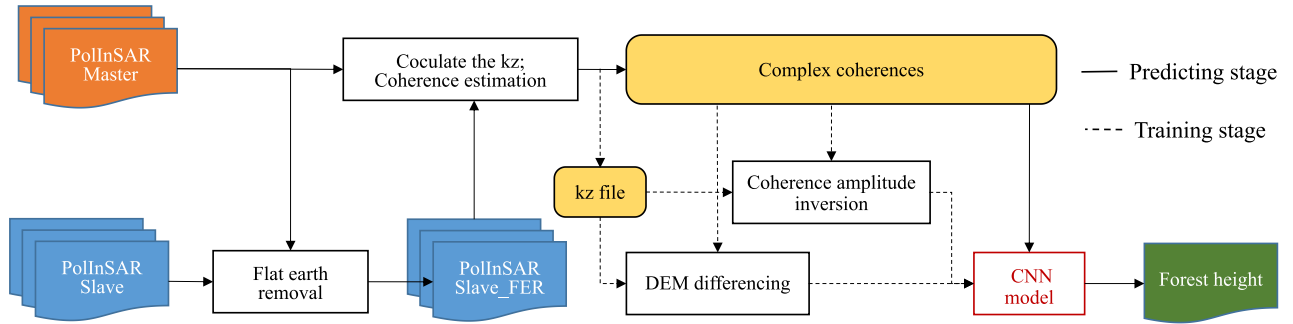 PolInSAR
Master
Coculate the kz;
Coherence estimation
Complex coherences
Predicting stage
Training stage
kz file
Coherence amplitude
inversion
PolInSAR
Slave
Flat earth
removal
PolInSAR
Slave_FER
DEM differencing
CNN
model
Forest height